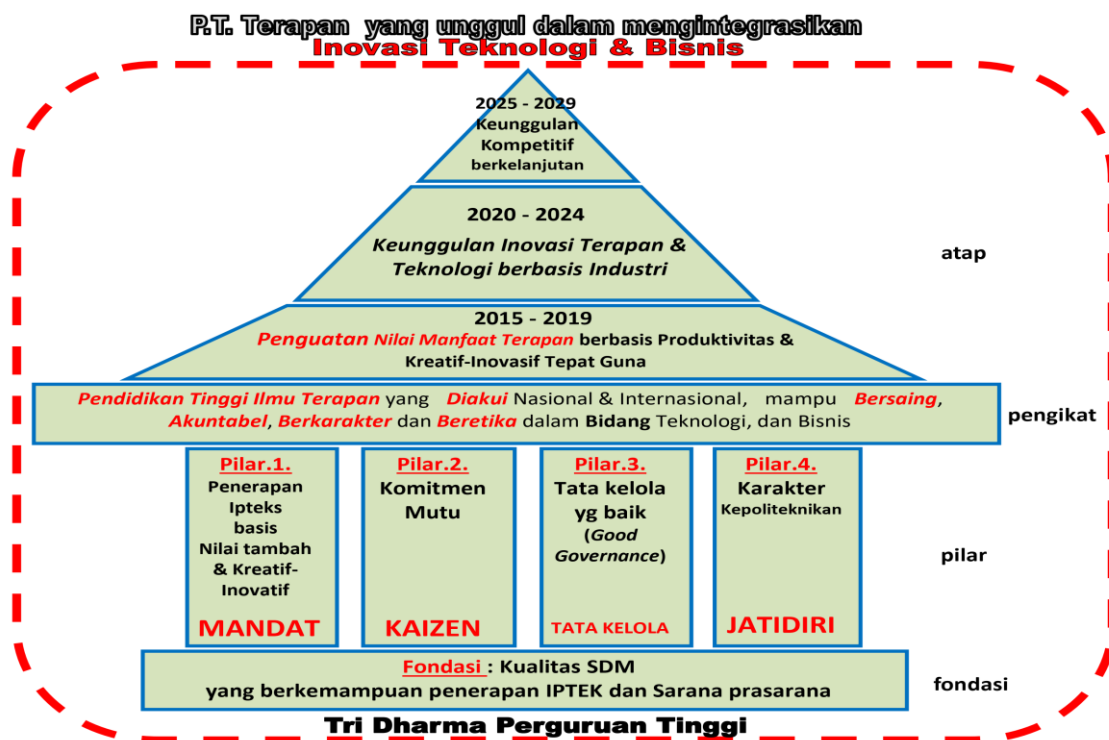 P.T. Terapan yang unggul dalam mengintegrasikan
Inovasi Teknologi & Bisnis
2025 - 2029
Keunggulan
Kompetitif
berkelanjutan
2020 - 2024
Keunggulan Inovasi Terapan &
Teknologi berbasis Industri
atap
2015 - 2019
Penguatan Nilai Manfaat Terapan berbasis Produktivitas &
Kreatif-Inovasif Tepat Guna
Pendidikan Tinggi Ilmu Terapan yang Diakui Nasional & Internasional, mampu Bersaing,
Akuntabel, Berkarakter dan Beretika dalam Bidang Teknologi, dan Bisnis
pengikat
Pilar.1.
Penerapan
Ipteks
basis
Nilai tambah
& Kreatif-
Inovatif
MANDAT
Pilar.2.
Komitmen
Mutu
KAIZEN
Pilar.3.
Tata kelola
yg baik
(Good
Governance)
TATA KELOLA
Pilar.4.
Karakter
Kepoliteknikan
JATIDIRI
pilar
Fondasi : Kualitas SDM
yang berkemampuan penerapan IPTEK dan Sarana prasarana
fondasi
Tri Dharma Perguruan Tinggi